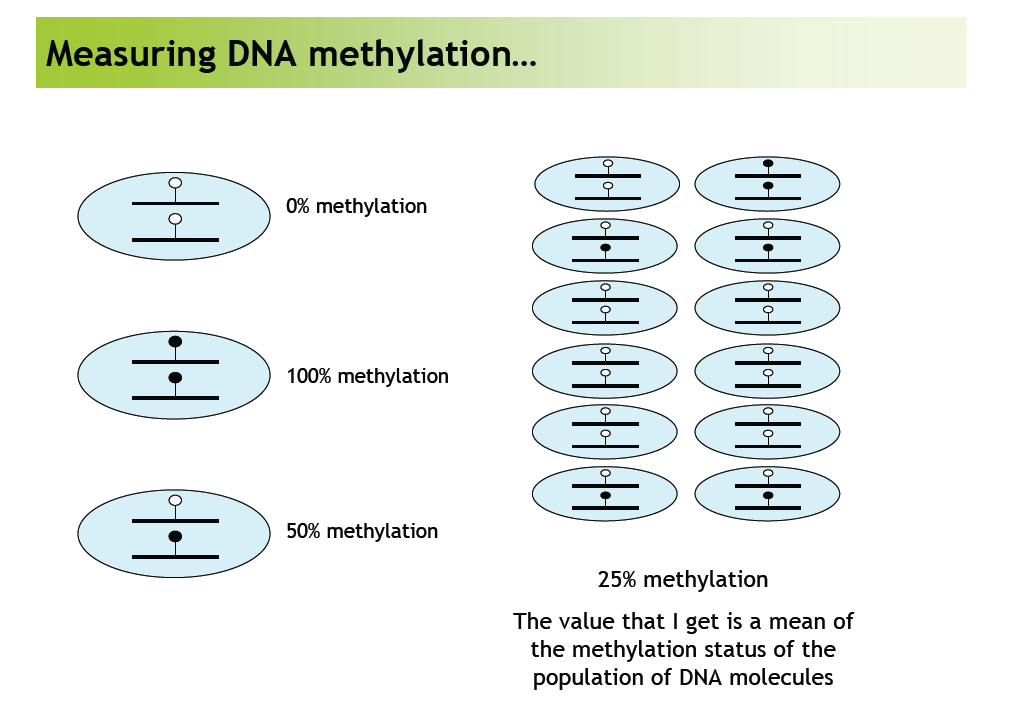 Measuring DNA methylation…
0% methylation
100% methylation
50% methylation
25% methylation
The value that I get is a mean of
the methylation status of the
population of DNA molecules